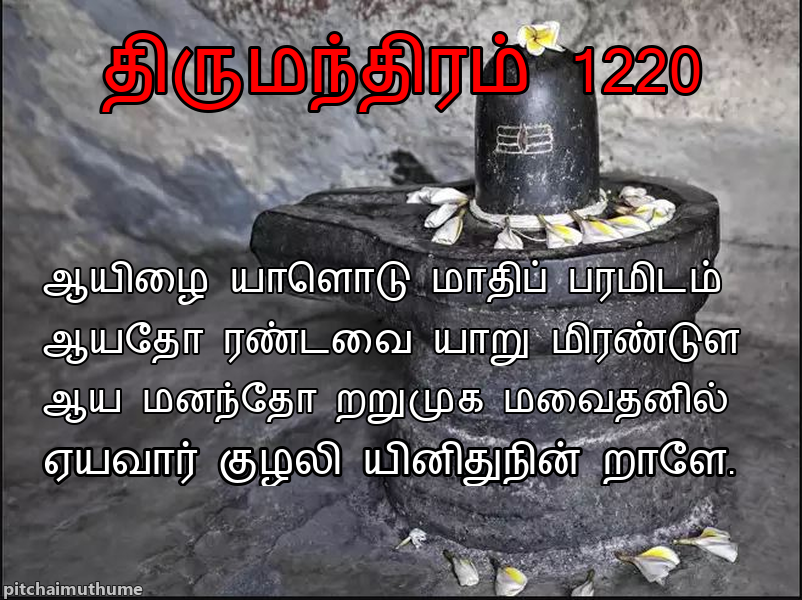 திருமந்திரம் 1220
ஆயிழை யாளொடு மாதிப் பரமிடம்
ஆயதோ ரண்டவை யாறு மிரண்டுள
ஆய மனந்தோ றறுமுக மவைதனில்
ஏயவார் குழலி யினிதுநின் றாளே.
pitchaimuthume